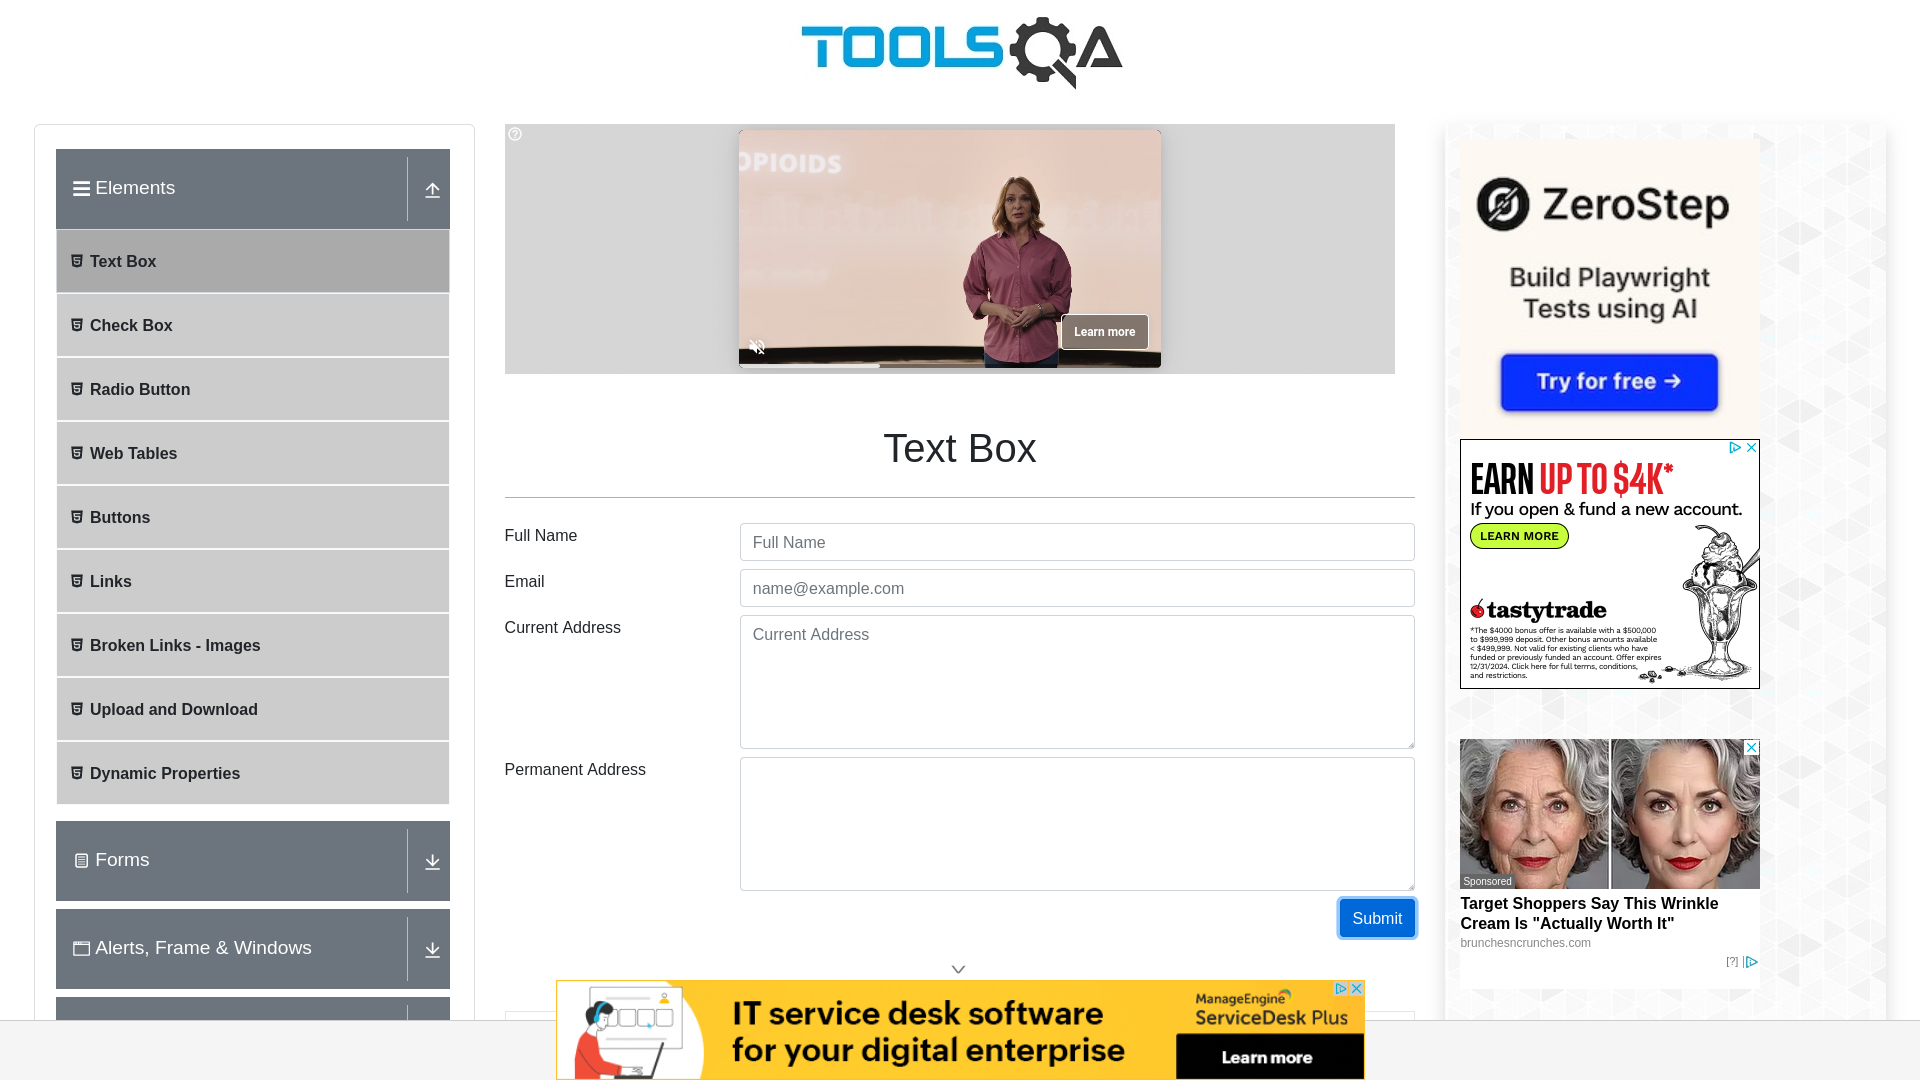 TOOLSQA
Elements
Text Box
Check Box
Radio Button
Web Tables
Buttons
Links
Broken Links - Images
Upload and Download
Dynamic Properties
Forms
Alerts, Frame & Windows
OPIOIDS
Learn more
Text Box
Full Name
Full Name
Email
name@example.com
Current Address
Current Address
Permanent Address
Submit
IT service desk software
for your digital enterprise
ManageEngine
ServiceDesk Plus
Learn more
ZeroStep
Build Playwright
Tests using AI
Try for free →
EARN UP TO $4K*
If you open & fund a new account.
LEARN MORE
tastytrade
*The $4000 bonus offer is available with a $500,000
to $999,999 deposit. Other bonus amounts available
< $499,999. Not valid for existing clients who have
funded or previously funded an account. Offer expires
12/31/2024. Click here for full terms, conditions,
and restrictions.
Sponsored
Target Shoppers Say This Wrinkle
Cream Is "Actually Worth It"
brunchesncrunches.com
[?]